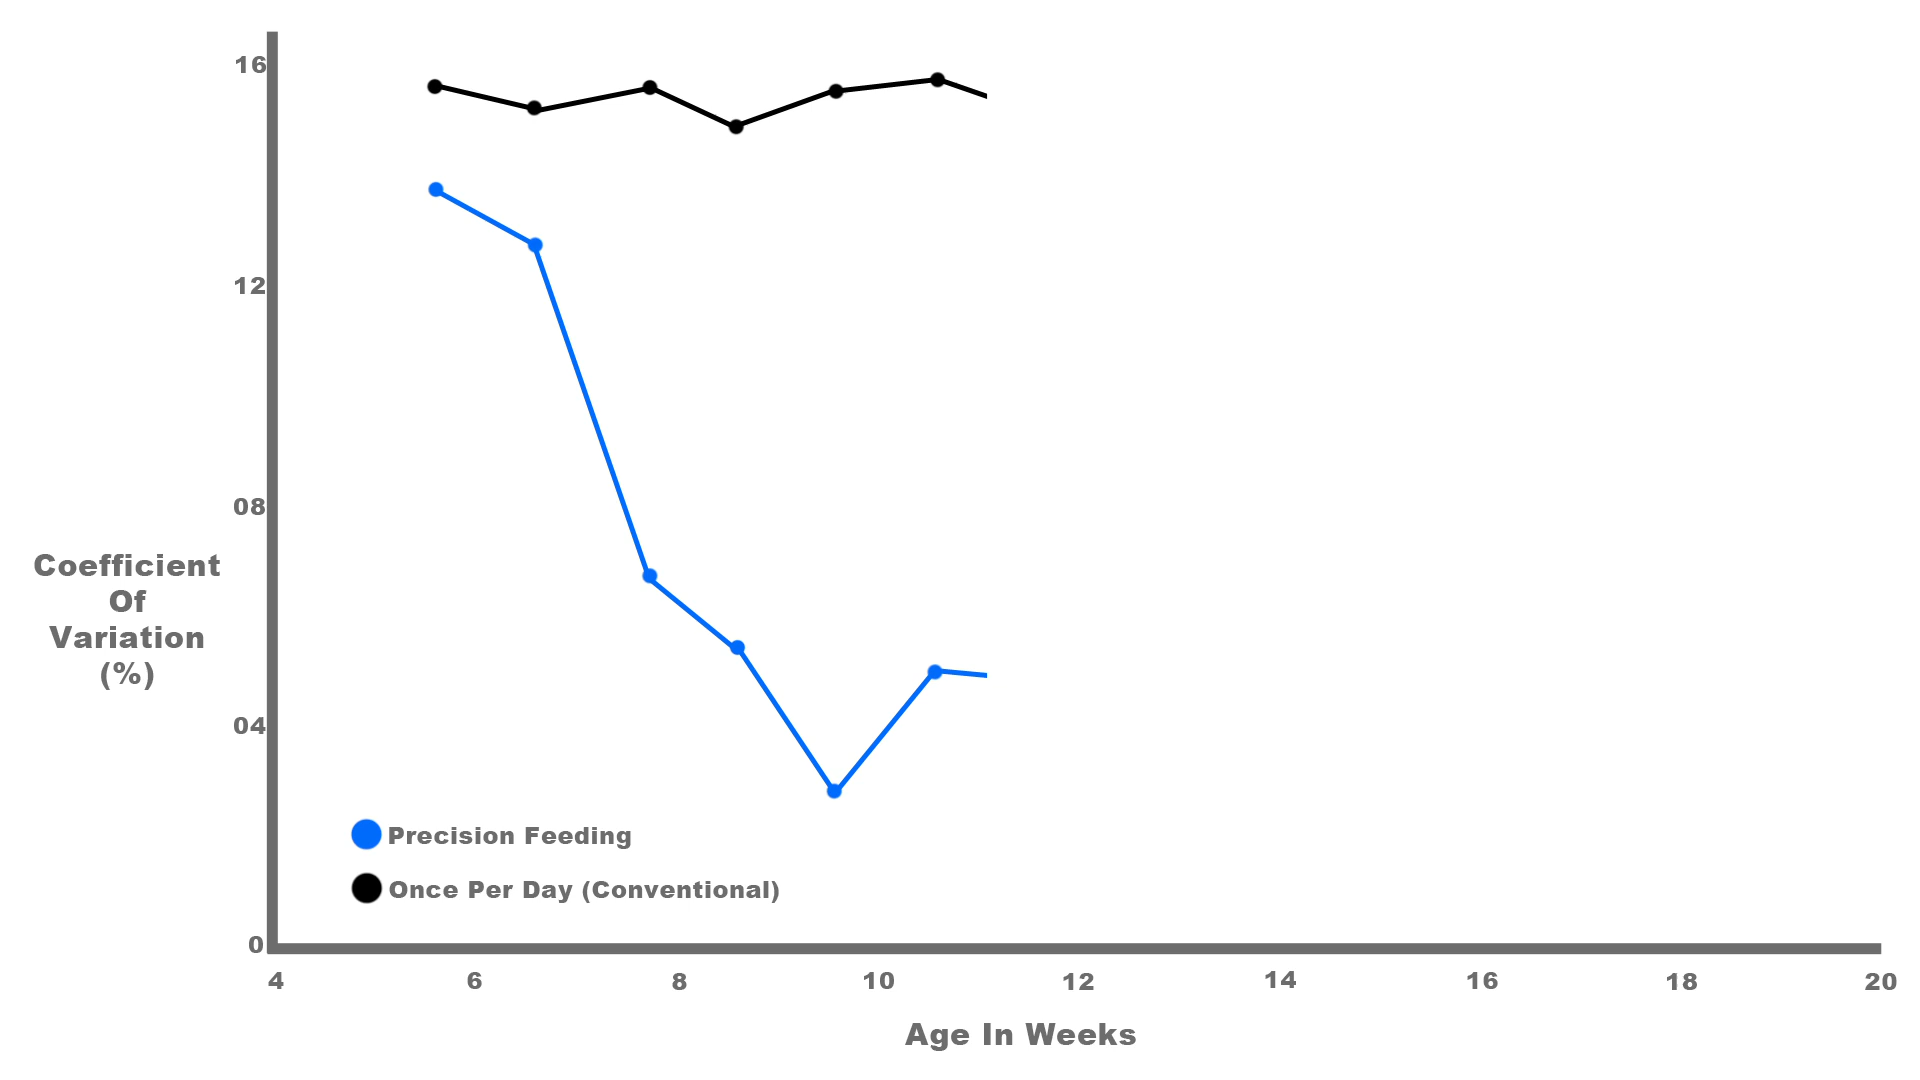 16
12
08
04
0
Coefficient
Of
Variation
(%)
Precision Feeding
Once Per Day (Conventional)
4 6 8 10 12 14 16 18 20
Age In Weeks